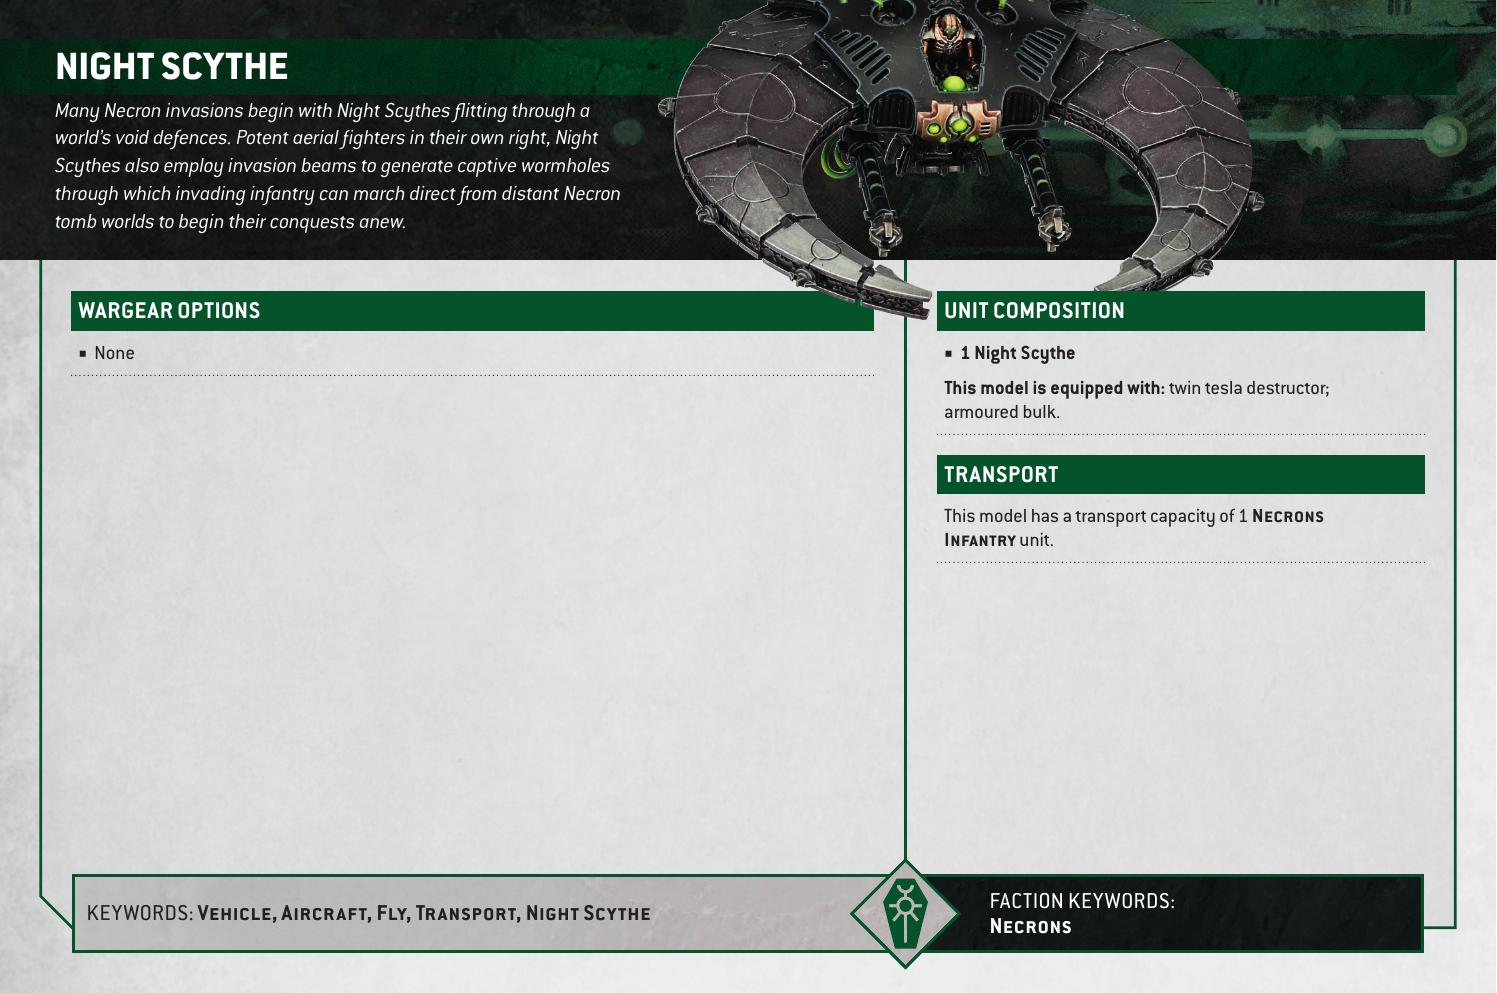 NIGHT SCYTHE
Many Necron invasions begin with Night Scythes flitting through a
world's void defences. Potent aerial fighters in their own right, Night
Scythes also employ invasion beams to generate captive wormholes
through which invading infantry can march direct from distant Necron
tomb worlds to begin their conquests anew.
WARGEAR OPTIONS
▪ None
UNIT COMPOSITION
▪ 1 Night Scythe
This model is equipped with: twin tesla destructor;
armoured bulk.
TRANSPORT
This model has a transport capacity of 1 NECRONS
INFANTRY unit.
KEYWORDS: VEHICLE, AIRCRAFT, FLY, TRANSPORT, NIGHT SCYTHE
FACTION KEYWORDS:
NECRONS